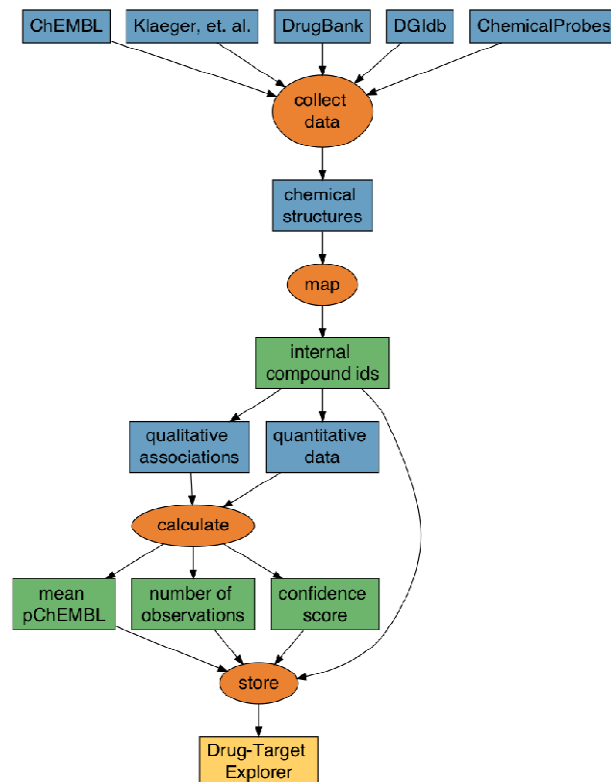 ChEMBL
Klaeger, et. al.
DrugBank
DGIdb
ChemicalProbes
collect
data
chemical
structures
map
internal
compound ids
qualitative
associations
quantitative
data
calculate
mean
pChEMBL
number of
observations
confidence
score
store
Drug-Target
Explorer